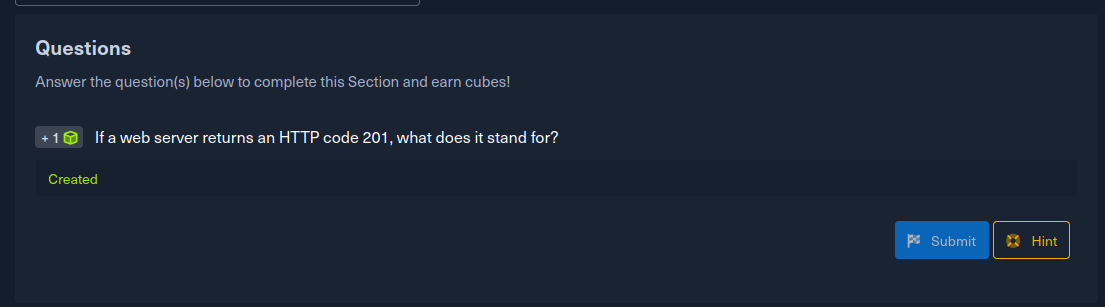 Questions
Answer the question(s) below to complete this Section and earn cubes!
+ 1 If a web server returns an HTTP code 201, what does it stand for?
Created
Submit Hint